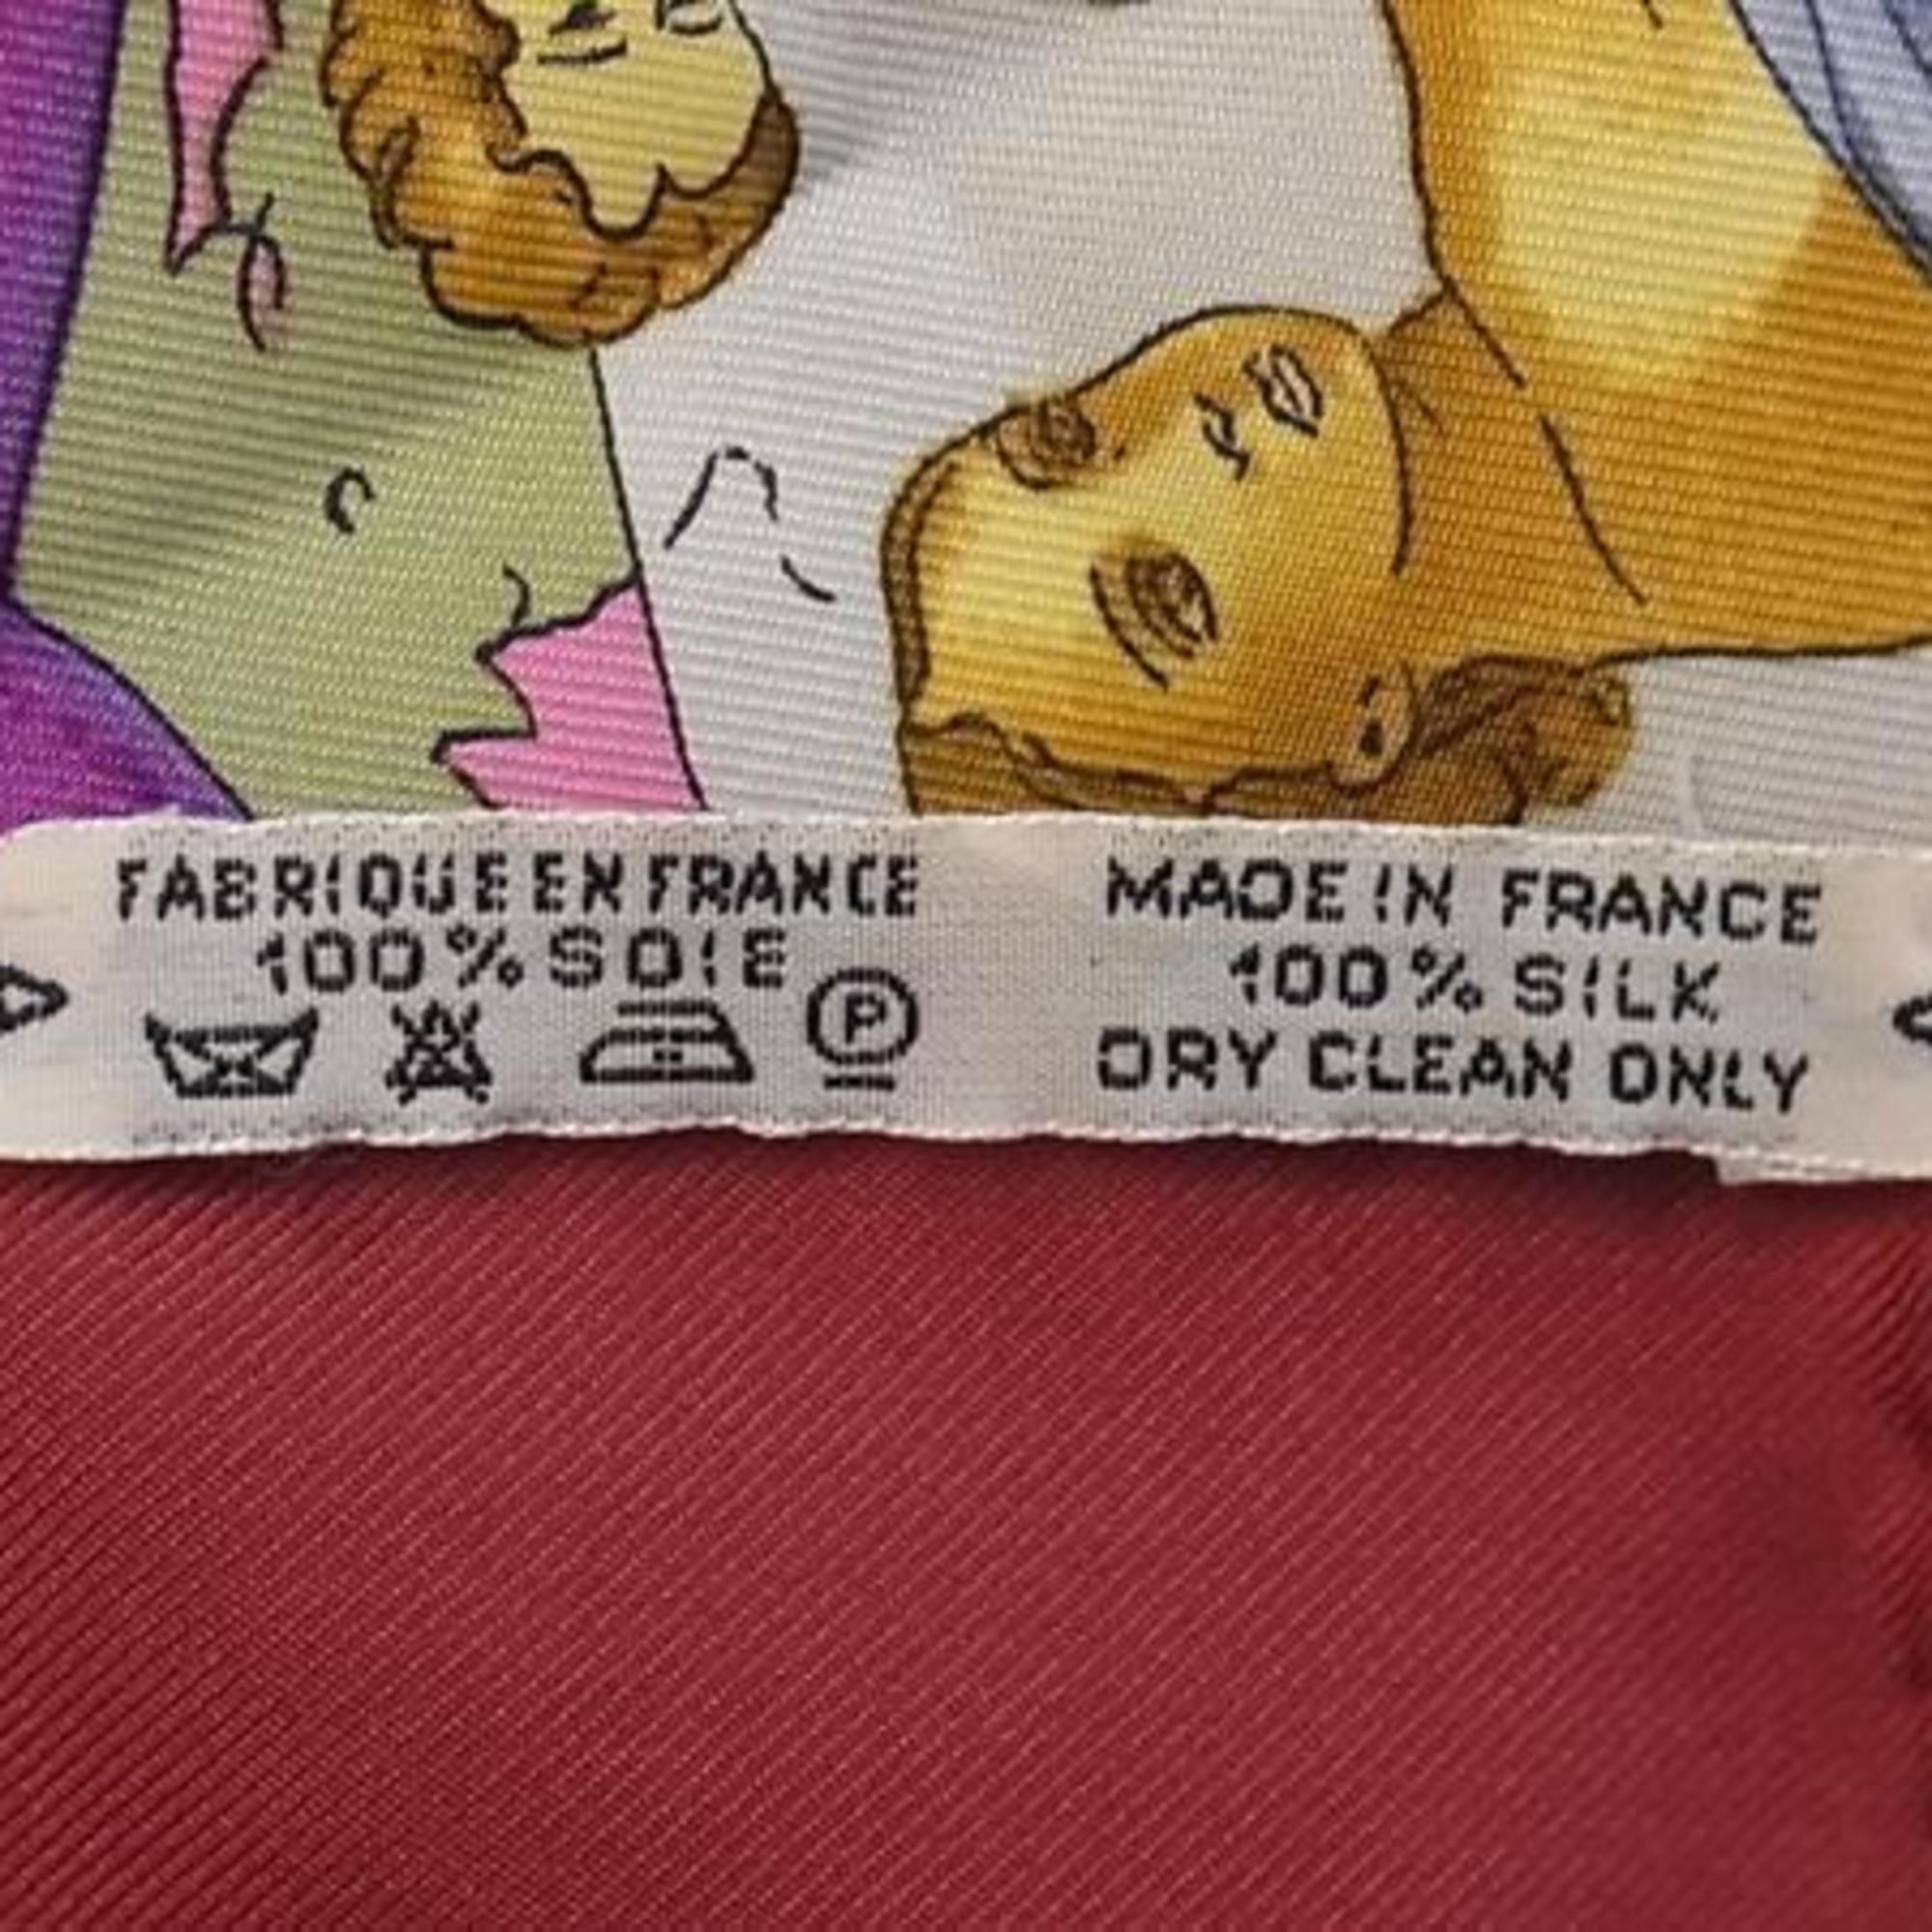 FABRIQUE EN FRANCE
100% SOIE
P
MADE IN FRANCE
100% SILK
DRY CLEAN ONLY